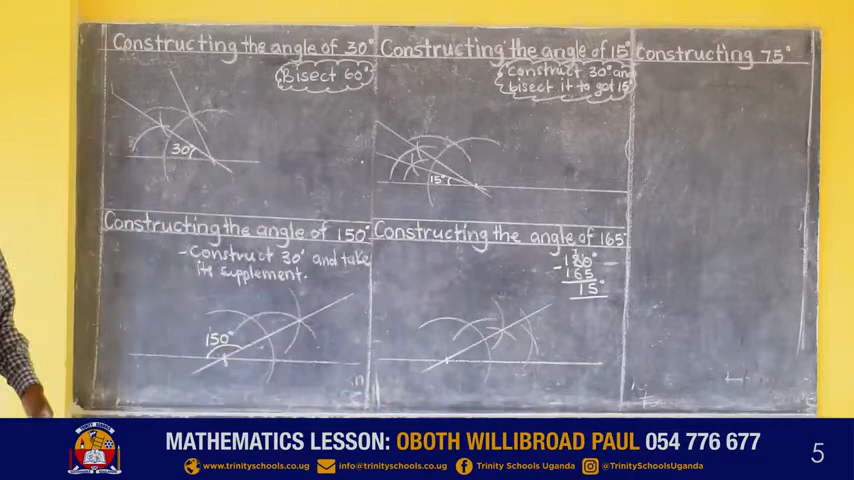 Constructing the angle of 30°
Bisect 60°
30°
Constructing the angle of 15°
Construct 30° and
bisect it to get 15°
15°
Constructing 75°
Constructing the angle of 150°
-Construct 30° and take
its supplement.
150°
Constructing the angle of 165°
180° -
- 165
15°
TRINITY SCHOOLS
MATHEMATICS LESSON: OBOTH WILLIBROAD PAUL 054 776 677
www.trinityschools.co.ug info@trinityschools.co.ug Trinity Schools Uganda @TrinitySchoolsUganda
5